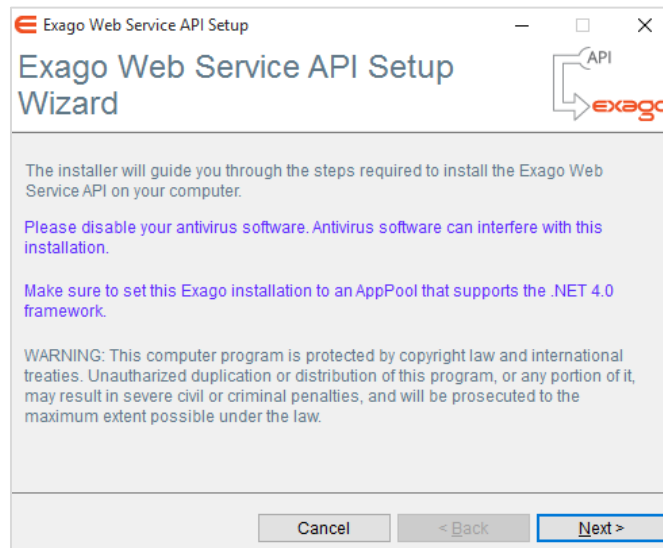 Exago Web Service API Setup
Exago Web Service API Setup
Wizard
API
exago
The installer will guide you through the steps required to install the Exago Web
Service API on your computer.
Please disable your antivirus software. Antivirus software can interfere with this
installation.
Make sure to set this Exago installation to an AppPool that supports the .NET 4.0
framework.
WARNING: This computer program is protected by copyright law and international
treaties. Unautharized duplication or distribution of this program, or any portion of it,
may result in severe civil or criminal penalties, and will be prosecuted to the
maximum extent possible under the law.
Cancel
< Back
Next >